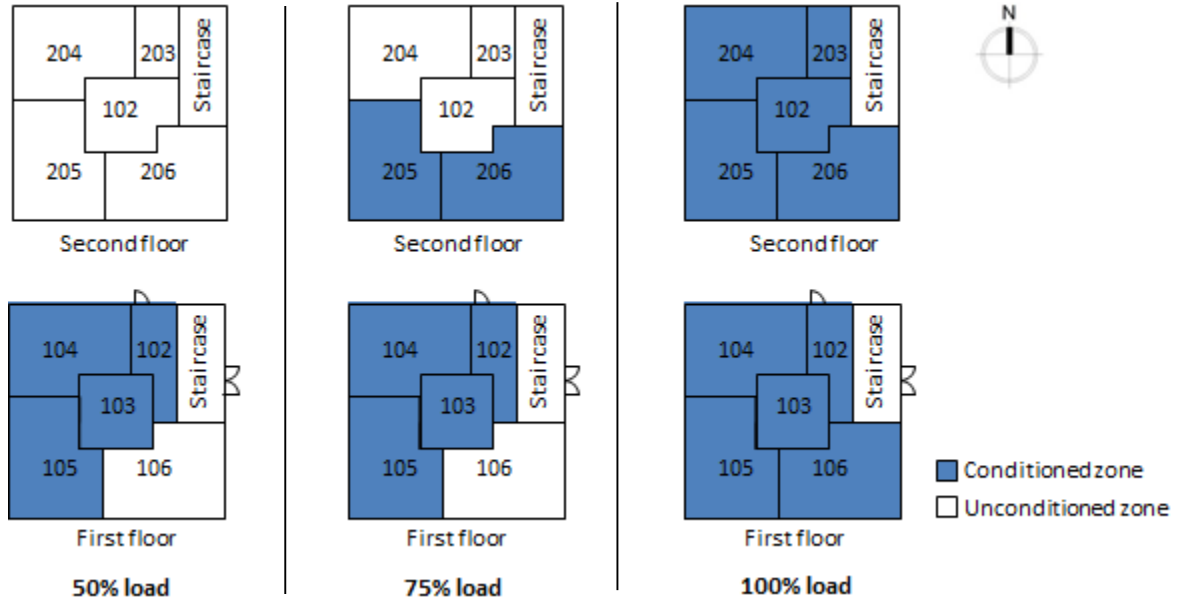 N
204
203
Staircase
102
205
206
Second floor
104
102
Staircase
103
105
106
First floor
50% load
204
203
Staircase
102
205
206
Second floor
104
102
Staircase
103
105
106
First floor
75% load
204
203
Staircase
102
205
206
Second floor
104
102
Staircase
103
105
106
First floor
100% load
Conditioned zone
Unconditioned zone